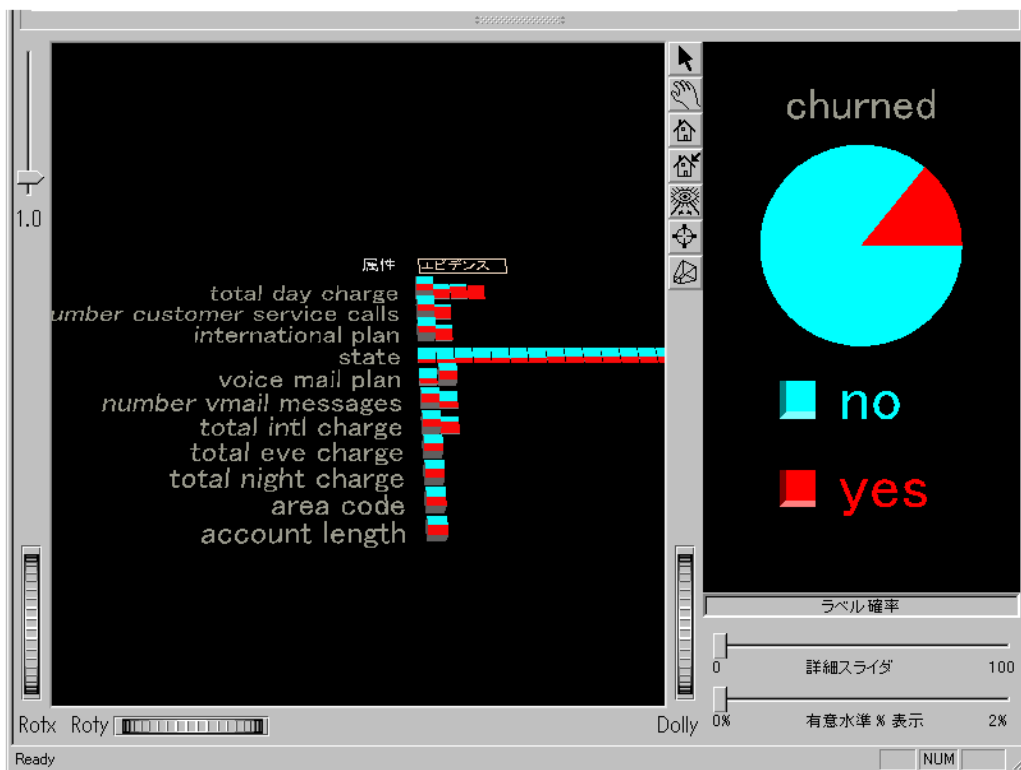 churned
1.0
属性 エビデンス
total day charge
umber customer service calls
international plan
state
voice mail plan
number vmail messages
total intl charge
total eve charge
total night charge
area code
account length
no
yes
ラベル確率
0 詳細スライダ 100
0% 有意水準 % 表示 2%
Rotx Roty Dolly
Ready NUM